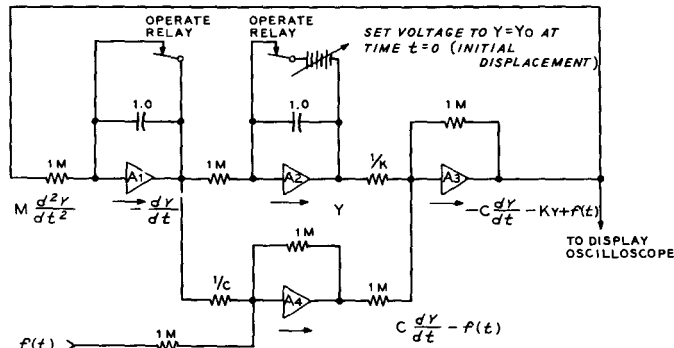 OPERATE
RELAY
OPERATE
RELAY
SET VOLTAGE TO Y=Y0 AT
TIME t=0 (INITIAL
DISPLACEMENT)
1.0
1.0
1M
1M
A1
1M
A2
1/K
A3
M d²Y/dt²
- dY/dt
Y
-C dY/dt - KY+f(t)
TO DISPLAY
OSCILLOSCOPE
1M
1/C
A4
1M
C dY/dt - f(t)
f(t)
1M